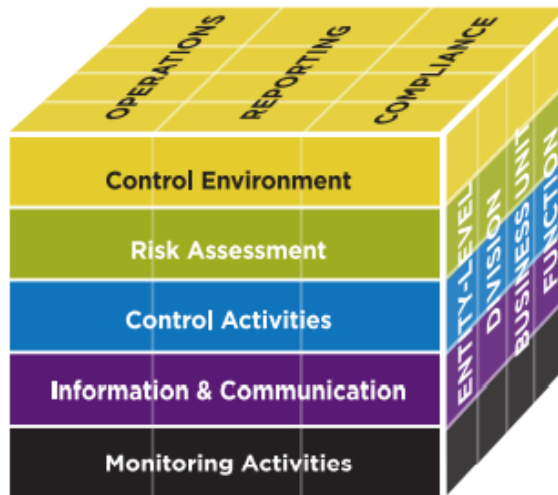 OPERATIONS
REPORTING
COMPLIANCE
Control Environment
Risk Assessment
Control Activities
Information & Communication
Monitoring Activities
ENTITY-LEVEL
DIVISION
BUSINESS UNIT
FUNCTION